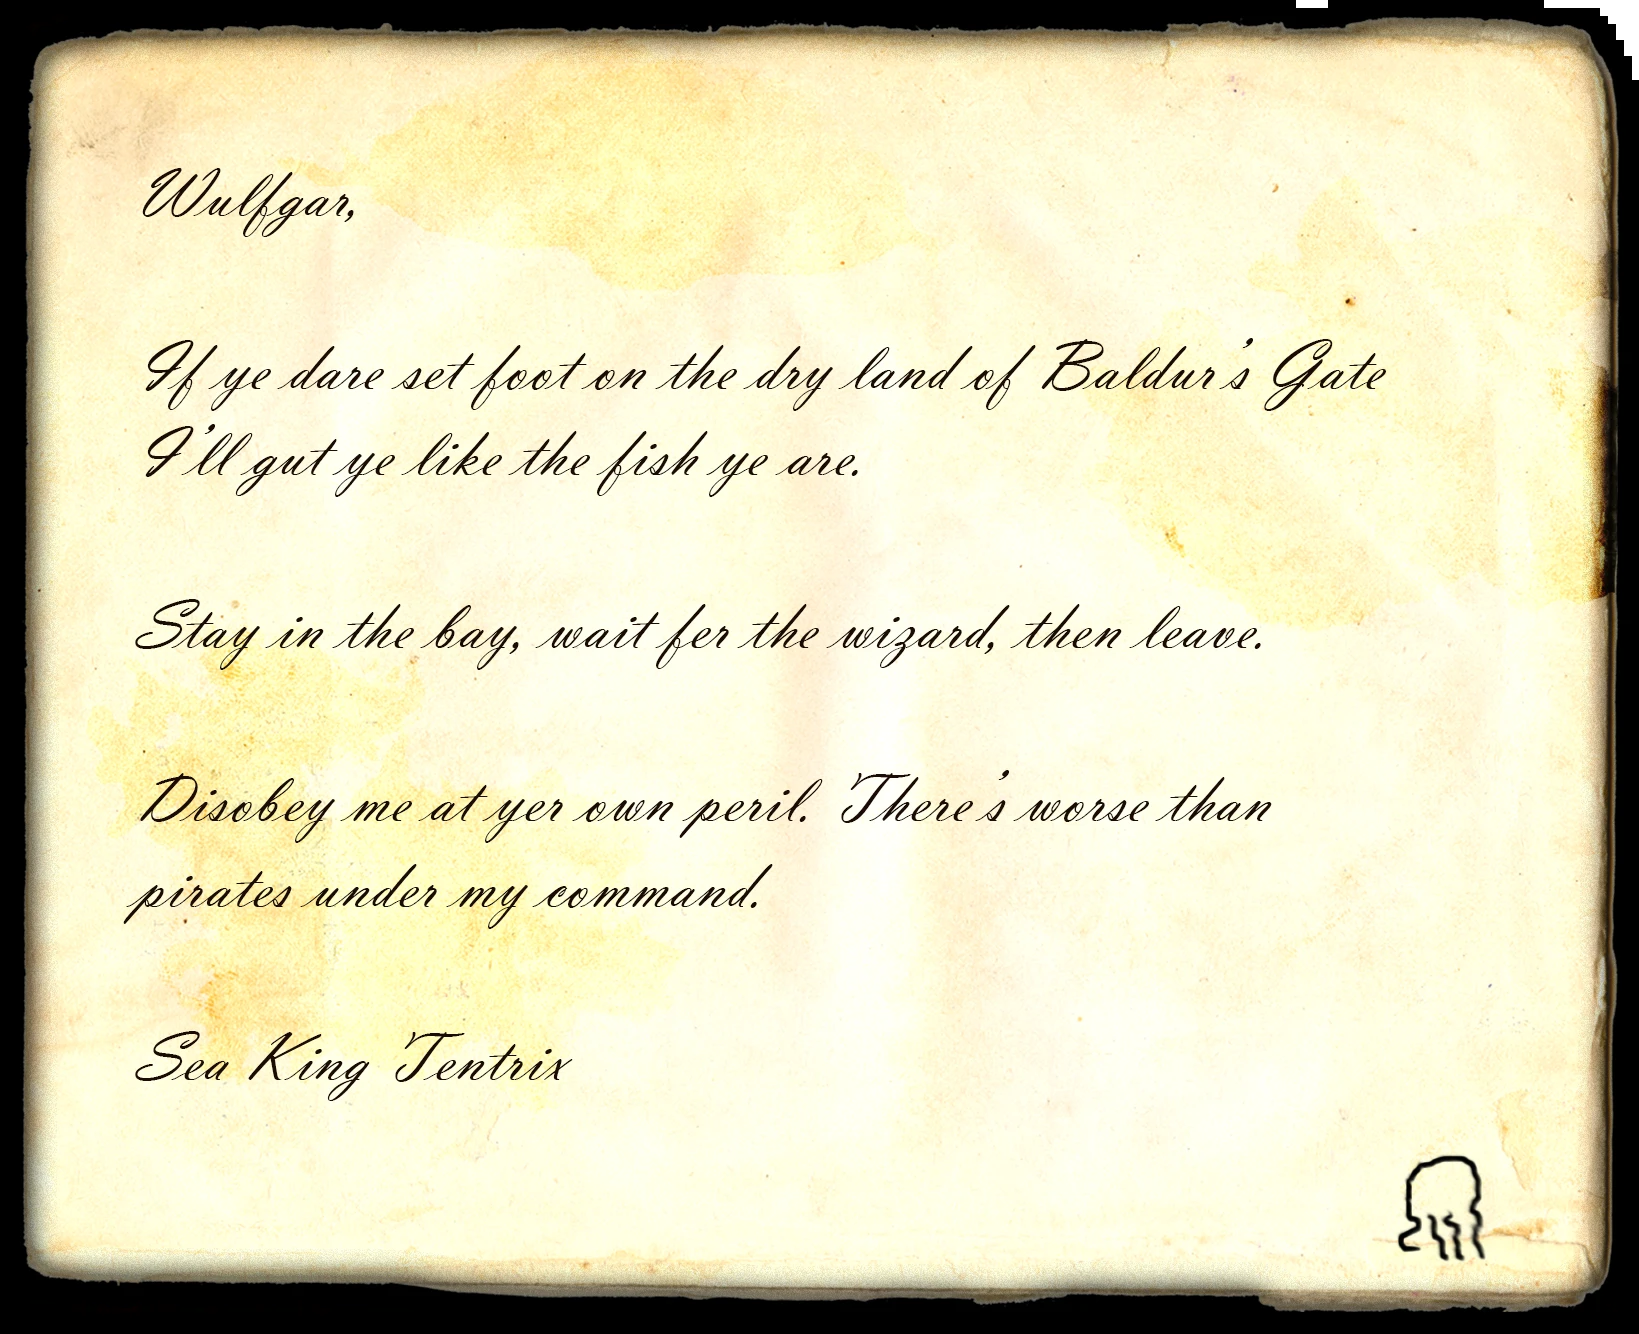 Wulfgar,
If ye dare set foot on the dry land of Baldur's Gate
I'll gut ye like the fish ye are.
Stay in the bay, wait fer the wizard, then leave.
Disobey me at yer own peril. There's worse than
pirates under my command.
Sea King Tentrix